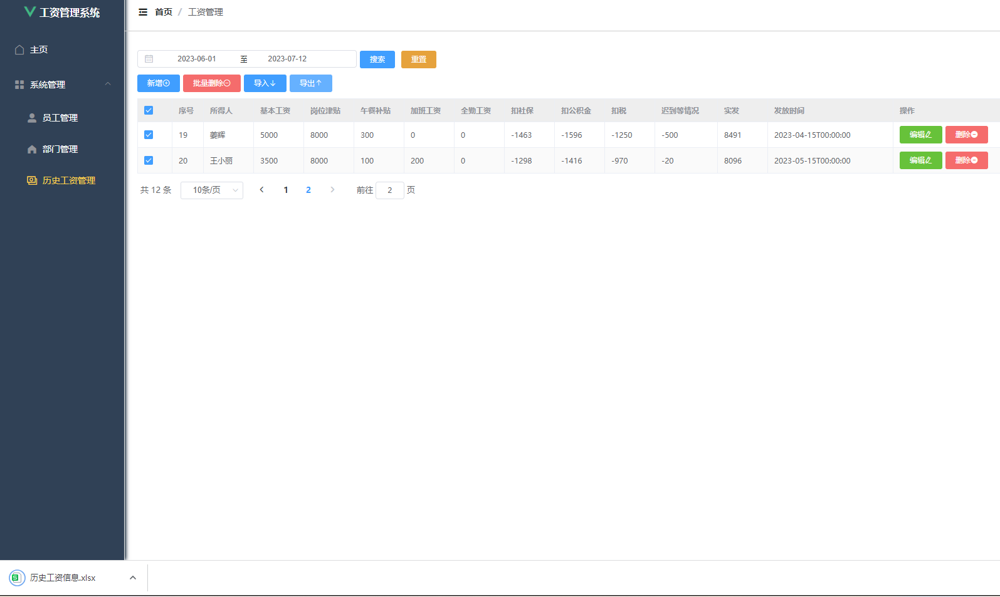 工资管理系统
首页 / 工资管理
主页
系统管理
员工管理
部门管理
历史工资管理
2023-06-01 至 2023-07-12 搜索 重置
新增 批量删除 导入 导出
序号 所得人 基本工资 岗位津贴 午餐补贴 加班工资 全勤工资 扣社保 扣公积金 扣税 迟到等情况 实发 发放时间 操作
19 姜辉 5000 8000 300 0 0 -1463 -1596 -1250 -500 8491 2023-04-15T00:00:00 编辑 删除
20 王小丽 3500 8000 100 200 0 -1298 -1416 -970 -20 8096 2023-05-15T00:00:00 编辑 删除
共 12 条 10条/页 1 2 前往 2 页
历史工资信息.xlsx